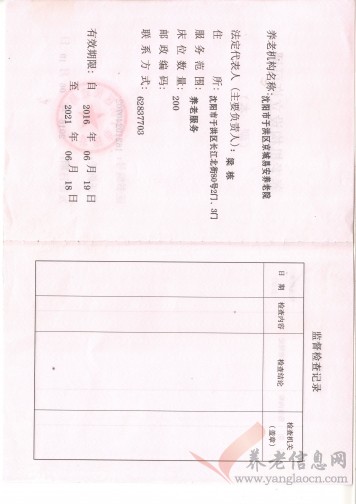 养老机构名称:沈阳市于洪区京城易安养老院
法定代表人（主要负责人）: 梁栋
住 所: 沈阳市于洪区长江北街80号2门、3门
服务范围: 养老服务
床位数量: 200
邮政编码:
联系方式: 62837703
有效期限: 自 2016 年 06 月 19 日
至 2021 年 06 月 18 日
监督检查记录
日 期 检查内容 检查结论 检查机关（盖章）
养老信息网
www.yanglaocn.com